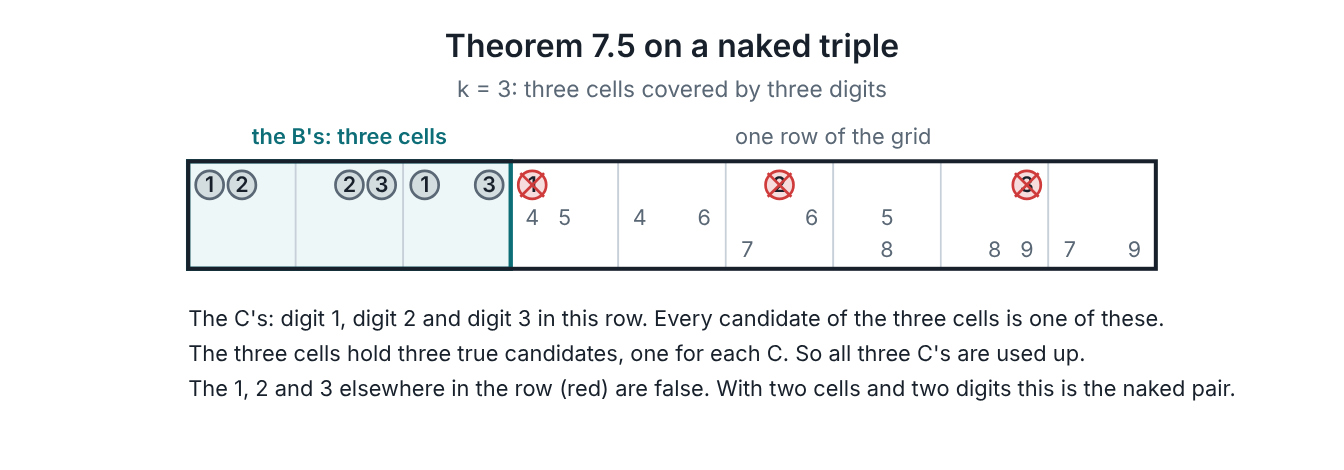 Theorem 7.5 on a naked triple
k = 3: three cells covered by three digits
the B's: three cells one row of the grid
1 2 2 3 1 3 1 2 3
4 5 4 6 6 5
7 8 8 9 7 9
The C's: digit 1, digit 2 and digit 3 in this row. Every candidate of the three cells is one of these.
The three cells hold three true candidates, one for each C. So all three C's are used up.
The 1, 2 and 3 elsewhere in the row (red) are false. With two cells and two digits this is the naked pair.